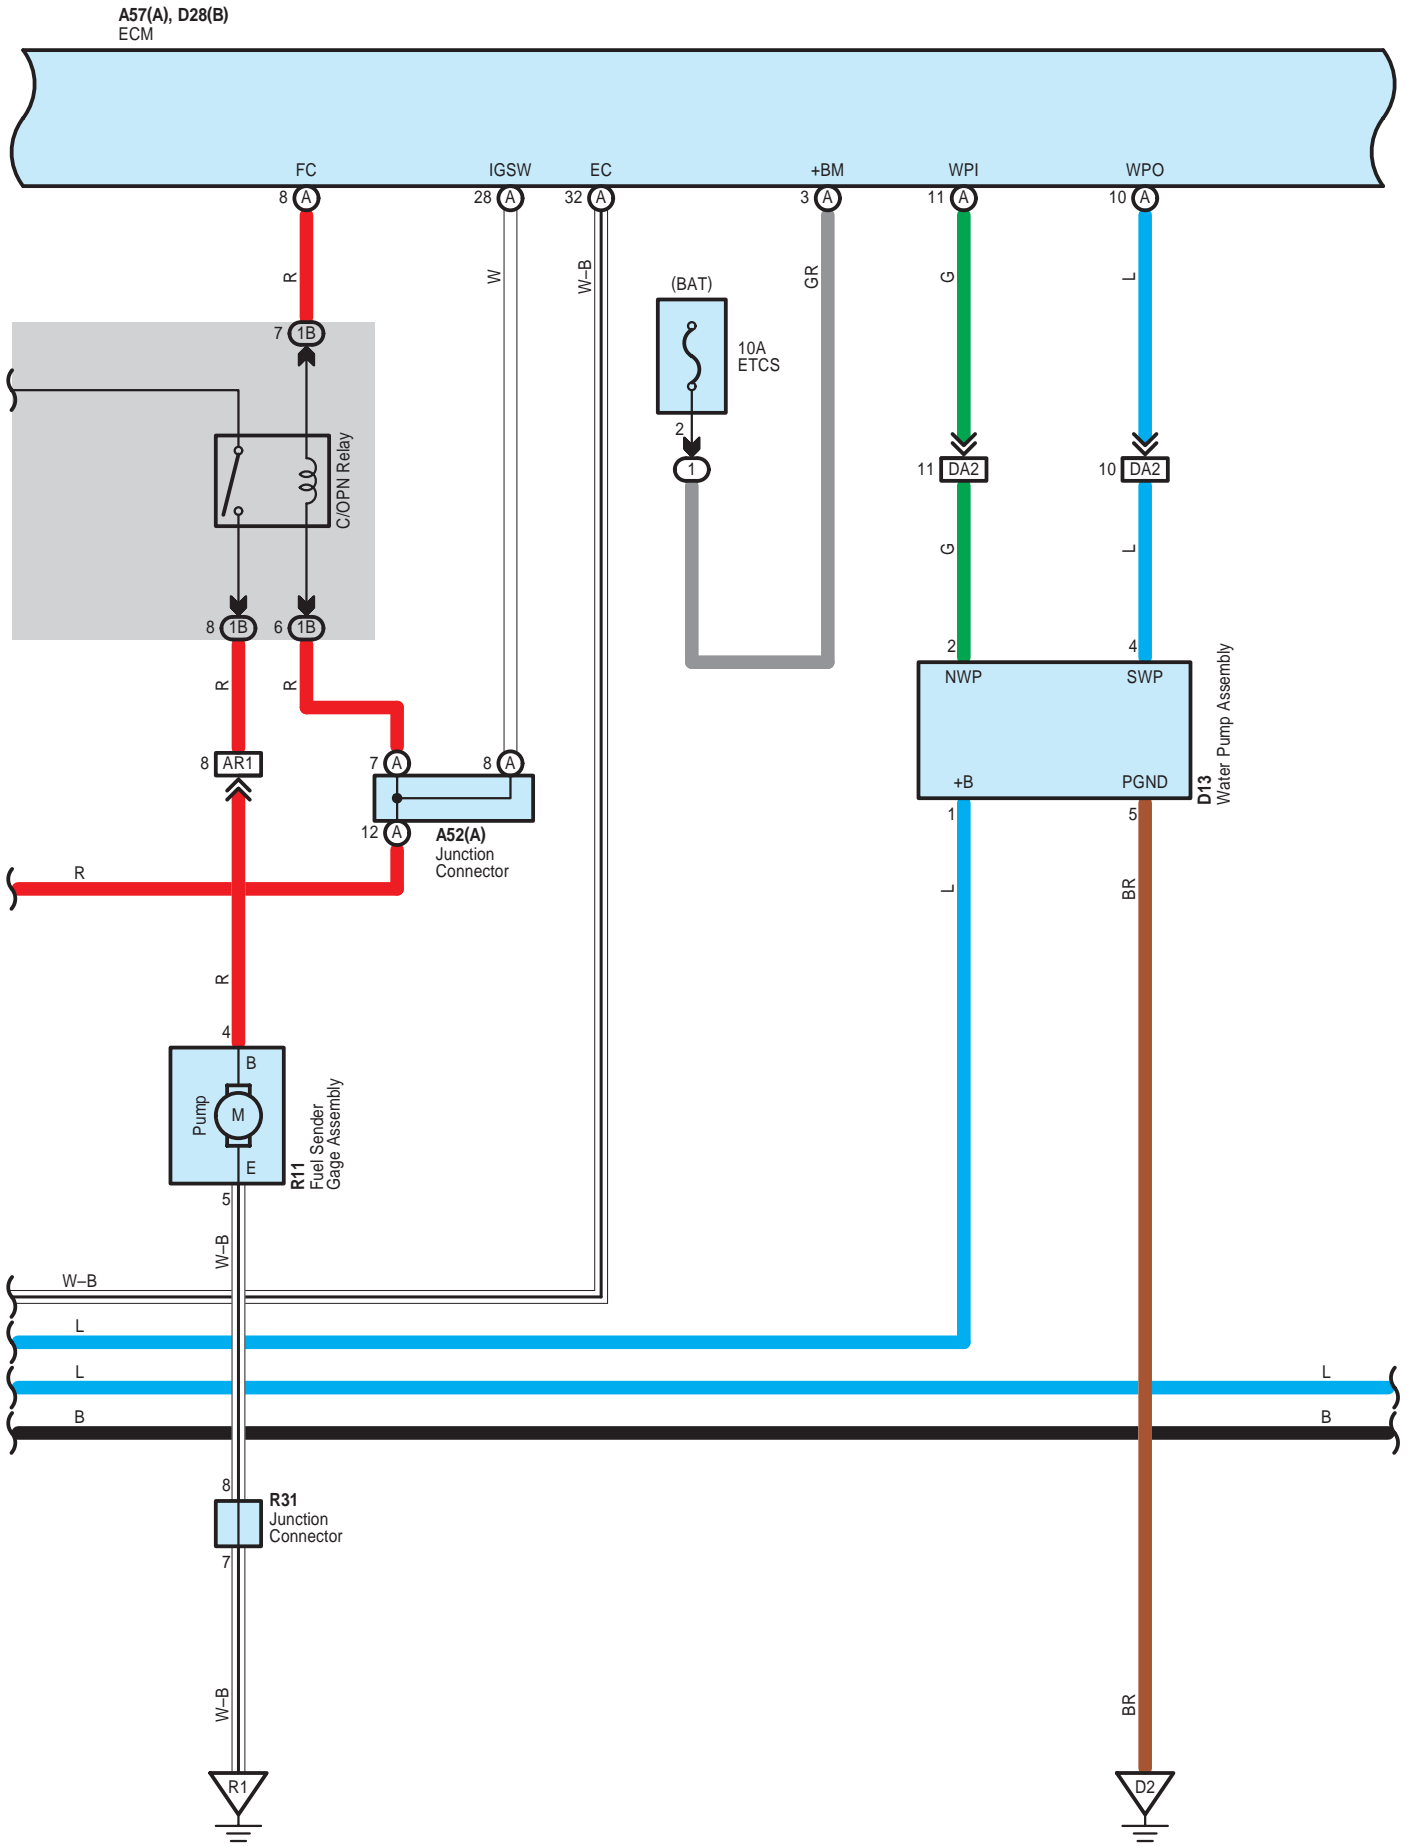 A57(A), D28(B)
ECM
FC
IGSW
EC
+BM
WPI
WPO
8 A
28 A
32 A
3 A
11 A
10 A
R
W
W–B
GR
G
L
(BAT)
10A
ETCS
7 1B
C/OPN Relay
2
1
11 DA2
10 DA2
G
L
8 1B
6 1B
R
R
2
4
NWP
SWP
+B
PGND
D13
Water Pump Assembly
8 AR1
7 A
8 A
12 A
A52(A)
Junction
Connector
1
5
R
L
BR
R
4
B
Pump
M
E
R11
Fuel Sender
Gage Assembly
5
W–B
W–B
L
L
L
B
B
8
R31
Junction
Connector
7
W–B
BR
R1
D2